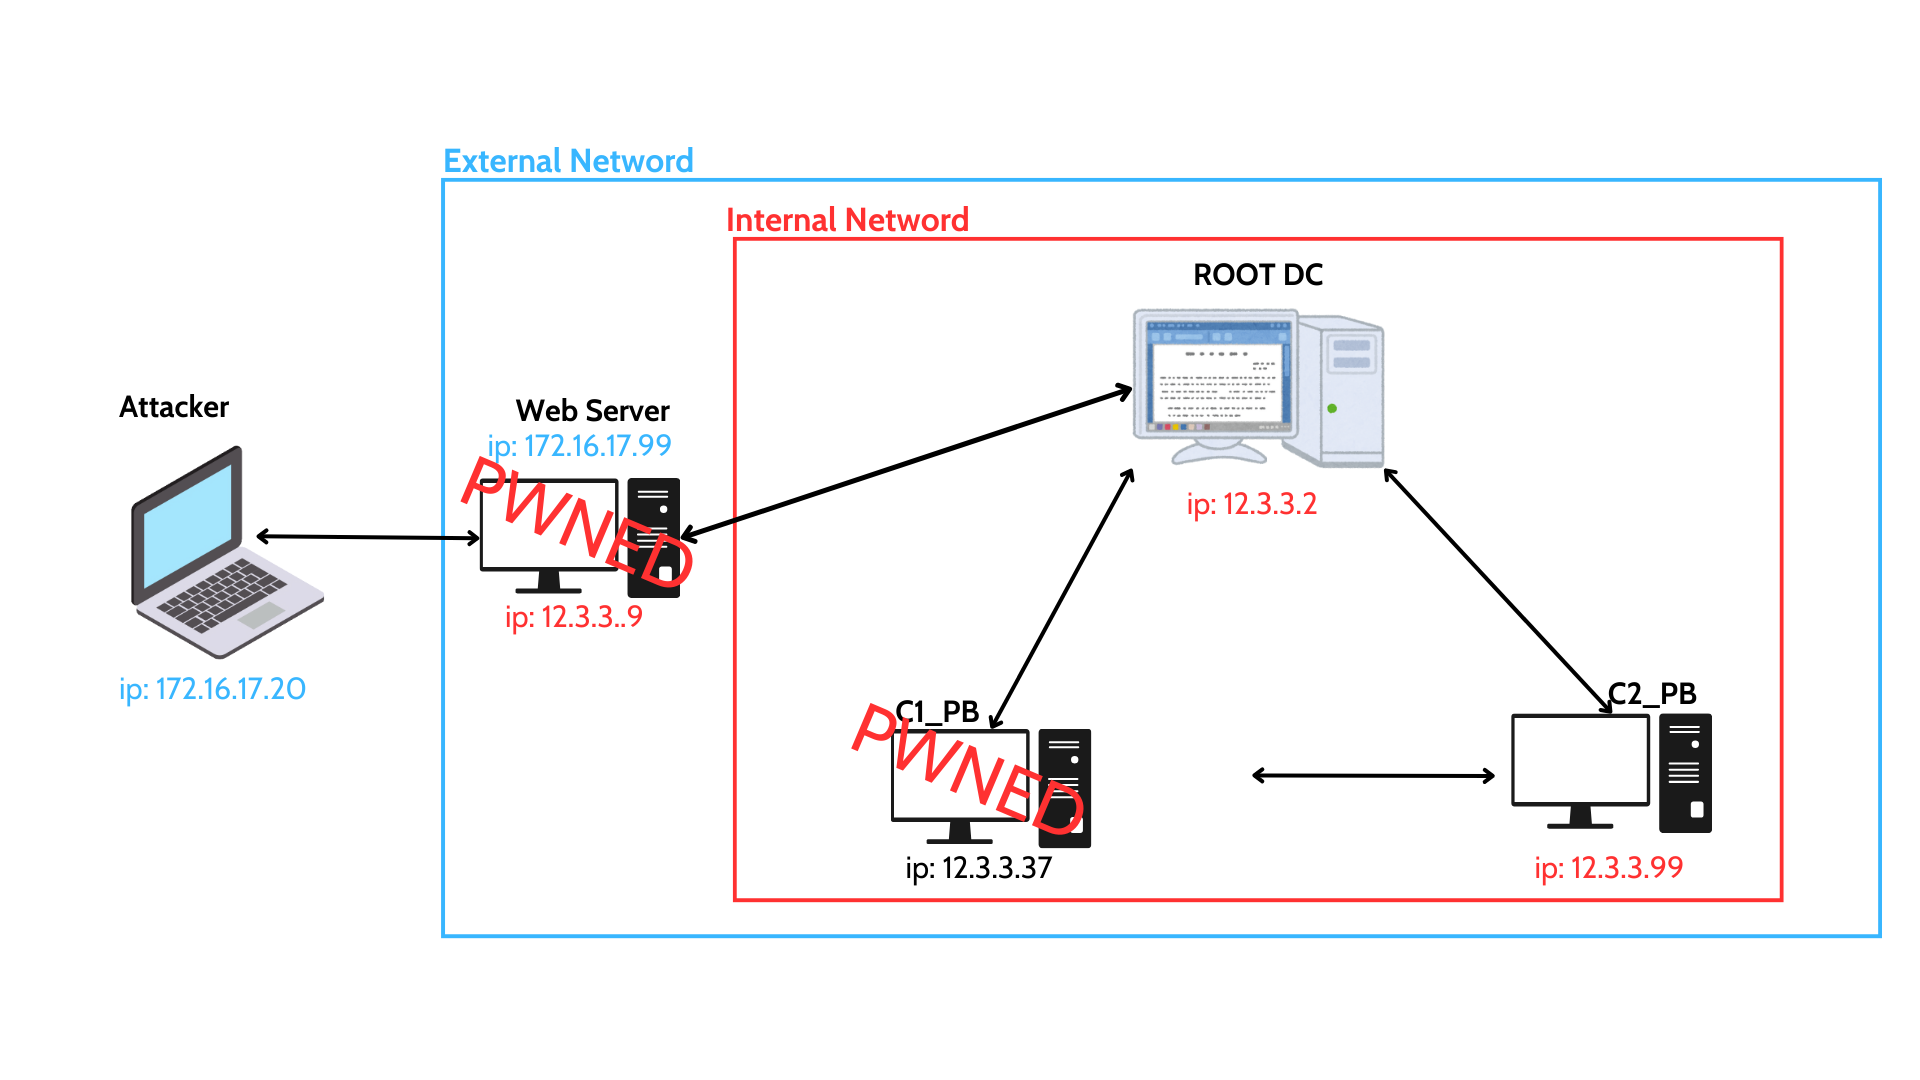 External Netword
Internal Netword
ROOT DC
Attacker
Web Server
ip: 172.16.17.99
PWNED
ip: 12.3.3.2
ip: 12.3.3..9
ip: 172.16.17.20
C1_PB
C2_PB
PWNED
ip: 12.3.3.37
ip: 12.3.3.99